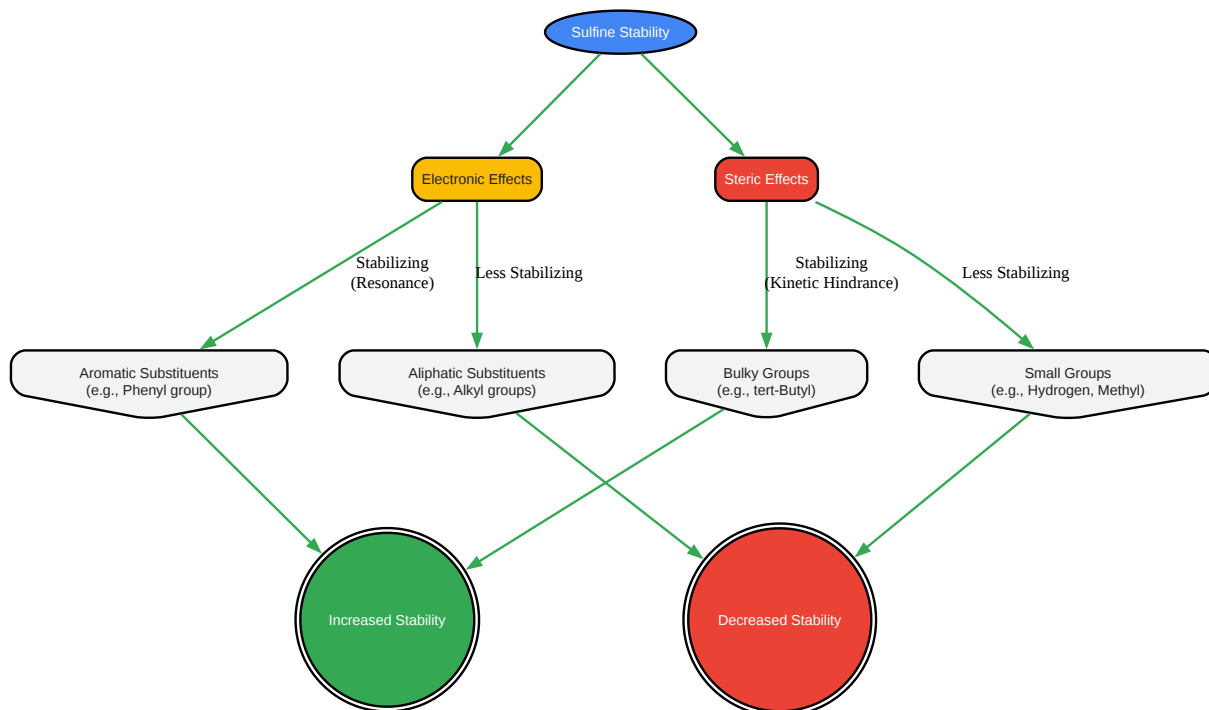 Sulfine Stability
Electronic Effects
Steric Effects
Stabilizing
(Resonance)
Less Stabilizing
Stabilizing
(Kinetic Hindrance)
Less Stabilizing
Aromatic Substituents
(e.g., Phenyl group)
Aliphatic Substituents
(e.g., Alkyl groups)
Bulky Groups
(e.g., tert-Butyl)
Small Groups
(e.g., Hydrogen, Methyl)
Increased Stability
Decreased Stability